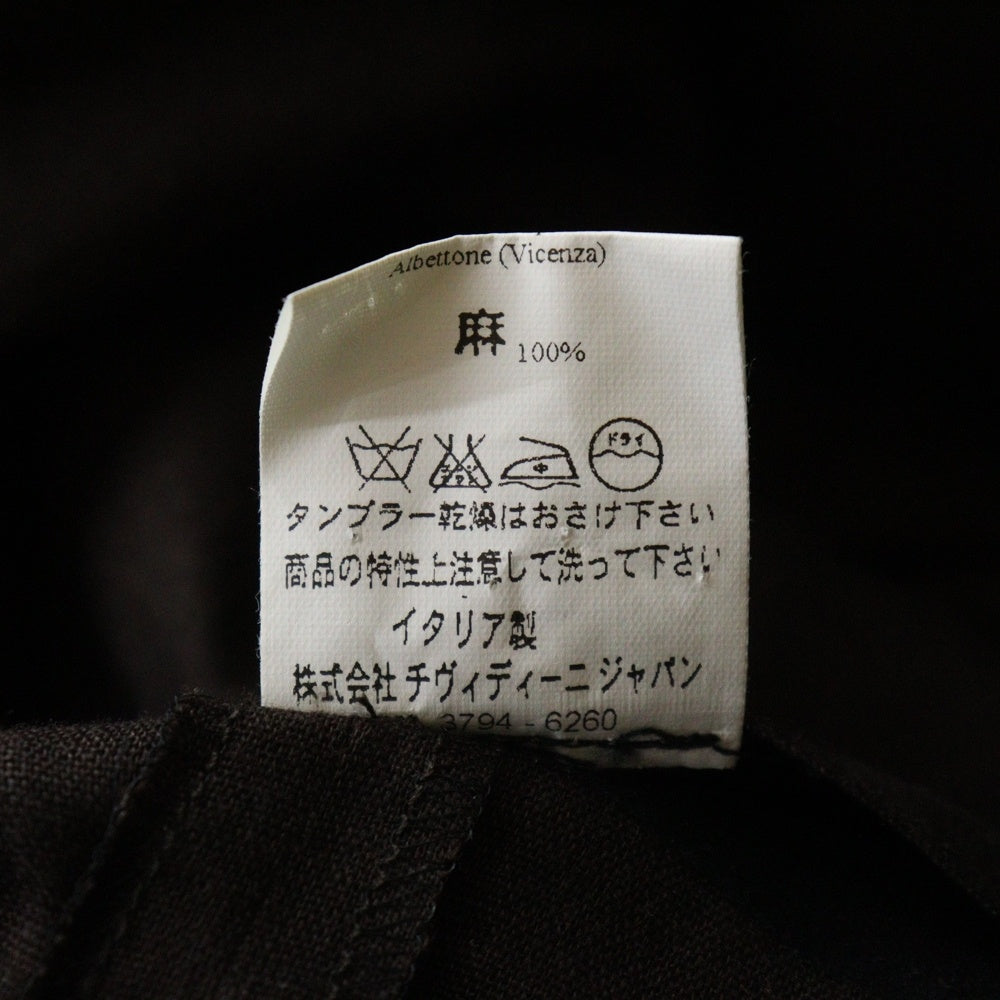 Albettone (Vicenza)
麻 100%
中 ドライ
タンブラー乾燥はおさけ下さい
商品の特性上注意して洗って下さい
イタリア製
株式会社 チヴィディーニ ジャパン
3794 - 6260